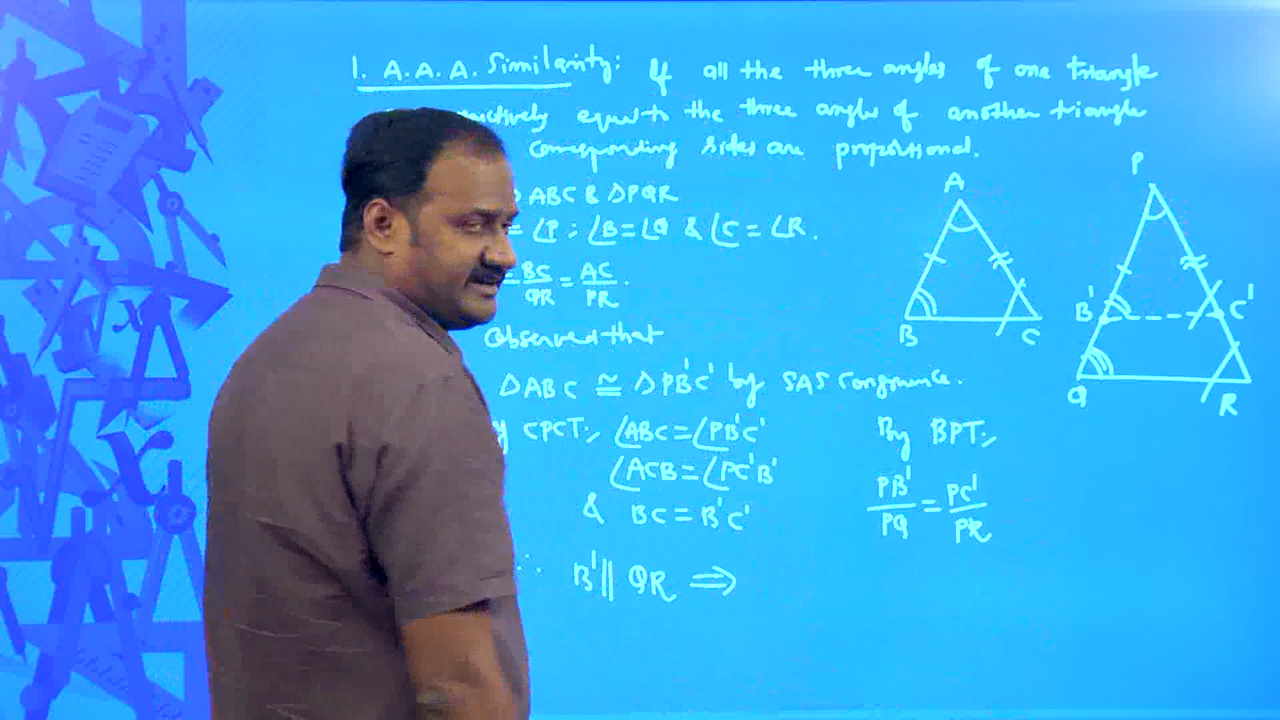 1. A.A.A. Similarity: If all the three angles of one triangle
equal to the three angles of another triangle
corresponding sides are proportional.
ABC & ΔPQR
= ∠P ; ∠B = ∠Q & ∠C = ∠R.
= BC/QR = AC/PR.
observed that
ΔABC ≅ ΔPB'C' by SAS congruence.
CPCT:, ∠ABC = ∠PB'C'
∠ACB = ∠PC'B'
& BC = B'C'
∴ B' || QR ⇒
By BPT:,
PB'/PQ = PC'/PR
A
B
C
P
B'
C'
Q
R